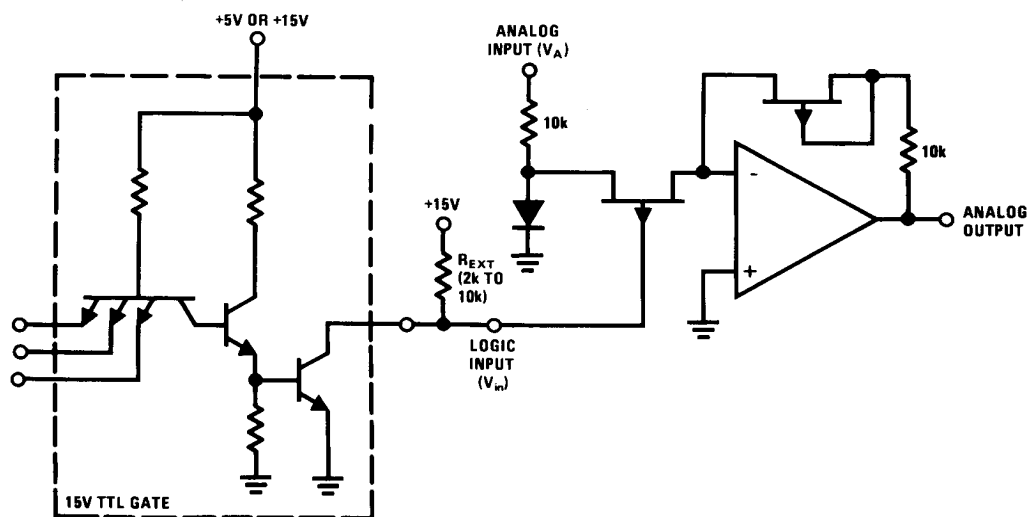 +5V OR +15V
ANALOG
INPUT (VA)
10k
10k
+15V
REXT
(2k TO
10k)
-
+
ANALOG
OUTPUT
LOGIC
INPUT
(Vin)
15V TTL GATE